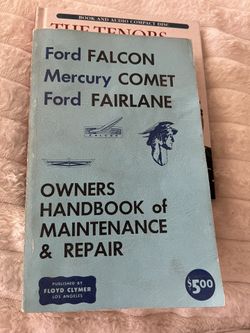 BOOK AND AUDIO COMPACT DISC
THE TENORS
Ford FALCON
Mercury COMET
Ford FAIRLANE
OWNERS
HANDBOOK of
MAINTENANCE
& REPAIR
PUBLISHED BY
FLOYD CLYMER
LOS ANGELES
$5.00